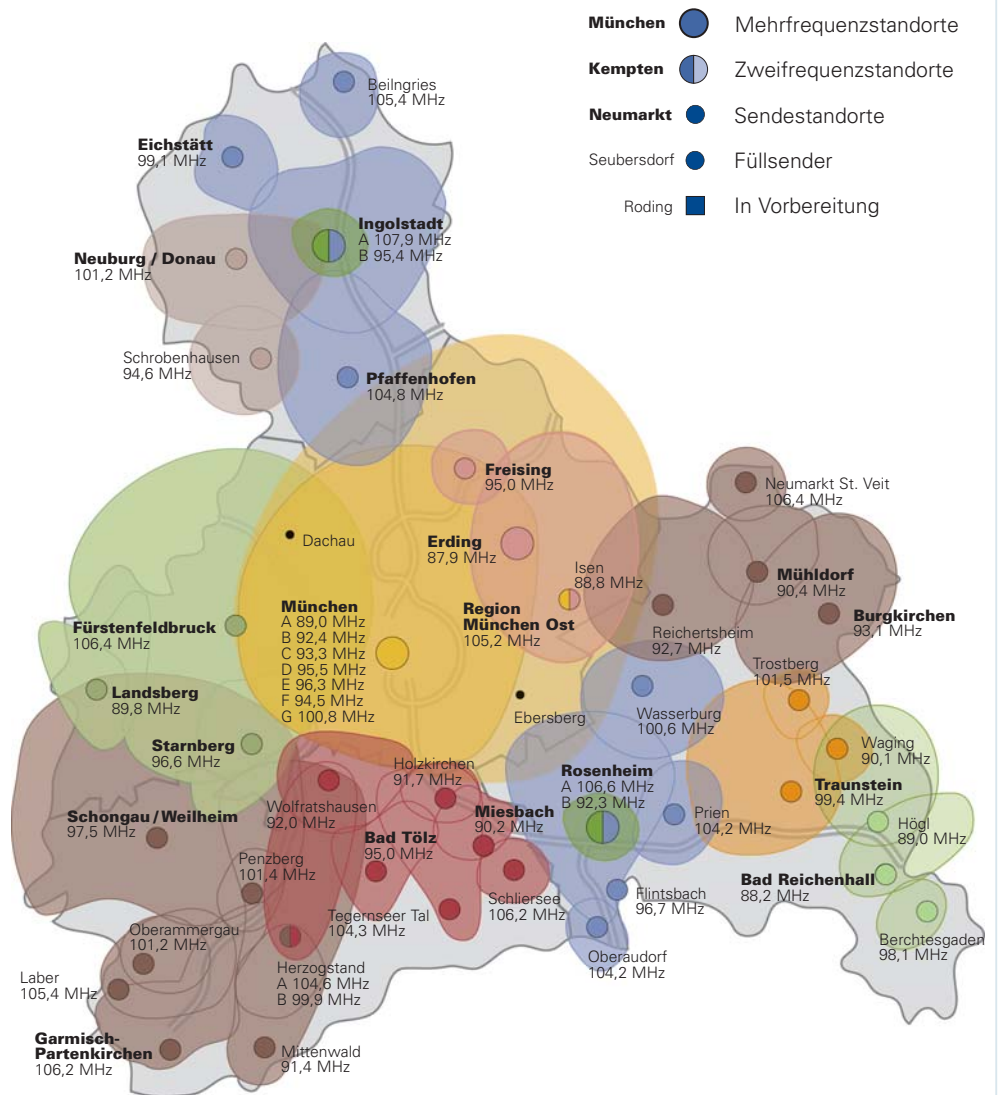 München
Mehrfrequenzstandorte
Kempten
Zweifrequenzstandorte
Neumarkt
Sendestandorte
Seubersdorf
Füllsender
Roding
In Vorbereitung
Beilngries
105,4 MHz
Eichstätt
99,1 MHz
Ingolstadt
A 107,9 MHz
B 95,4 MHz
Neuburg / Donau
101,2 MHz
Schrobenhausen
94,6 MHz
Pfaffenhofen
104,8 MHz
Freising
95,0 MHz
Neumarkt St. Veit
106,4 MHz
Dachau
Erding
87,9 MHz
Isen
88,8 MHz
Mühldorf
90,4 MHz
München
A 89,0 MHz
B 92,4 MHz
C 93,3 MHz
D 95,5 MHz
E 96,3 MHz
F 94,5 MHz
G 100,8 MHz
Region
München Ost
105,2 MHz
Burgkirchen
93,1 MHz
Fürstenfeldbruck
106,4 MHz
Reichertsheim
92,7 MHz
Trostberg
101,5 MHz
Landsberg
89,8 MHz
Ebersberg
Wasserburg
100,6 MHz
Starnberg
96,6 MHz
Waging
90,1 MHz
Holzkirchen
91,7 MHz
Rosenheim
A 106,6 MHz
B 92,3 MHz
Traunstein
99,4 MHz
Wolfratshausen
92,0 MHz
Miesbach
90,2 MHz
Schongau / Weilheim
97,5 MHz
Prien
104,2 MHz
Högl
89,0 MHz
Bad Tölz
95,0 MHz
Penzberg
101,4 MHz
Bad Reichenhall
88,2 MHz
Schliersee
106,2 MHz
Flintsbach
96,7 MHz
Tegernseer Tal
104,3 MHz
Oberammergau
101,2 MHz
Berchtesgaden
98,1 MHz
Oberaudorf
104,2 MHz
Herzogstand
A 104,6 MHz
B 99,9 MHz
Laber
105,4 MHz
Garmisch-
Partenkirchen
106,2 MHz
Mittenwald
91,4 MHz